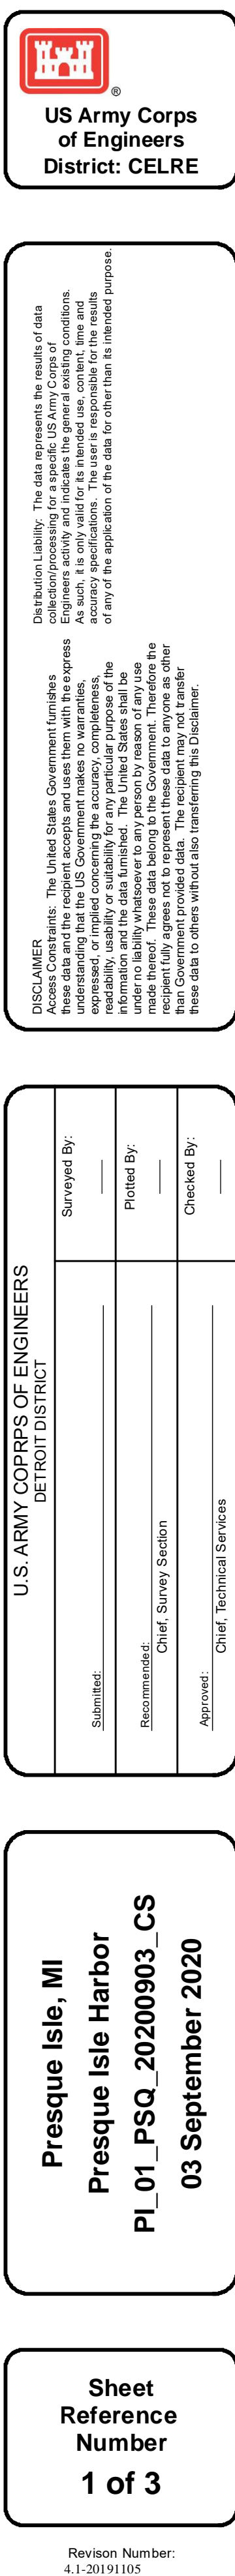 ®
US Army Corps
of Engineers
District: CELRE
DISCLAIMER
Access Constraints: The United States Government furnishes
these data and the recipient accepts and uses them with the express
understanding that the US Government makes no warranties,
expressed, or implied concerning the accuracy, completeness,
readability, usability or suitability for any particular purpose of the
information and the data furnished. The United States shall be
under no liability whatsoever to any person by reason of any use
made thereof. These data belong to the Government. Therefore the
recipient fully agrees not to represent these data to anyone as other
than Government provided data. The recipient may not transfer
these data to others without also transferring this Disclaimer.
Distribution Liability: The data represents the results of data
collection/processing for a specific US Army Corps of
Engineers activity and indicates the general existing conditions.
As such, it is only valid for its intended use, content, time and
accuracy specifications. The user is responsible for the results
of any of the application of the data for other than its intended purpose.
U.S. ARMY COPRPS OF ENGINEERS
DETROIT DISTRICT
Submitted:
Surveyed By:
Recommended:
Chief, Survey Section
Plotted By:
Approved:
Chief, Technical Services
Checked By:
Presque Isle, MI
Presque Isle Harbor
PI_01_PSQ_20200903_CS
03 September 2020
Sheet
Reference
Number
1 of 3
Revison Number:
4.1-20191105